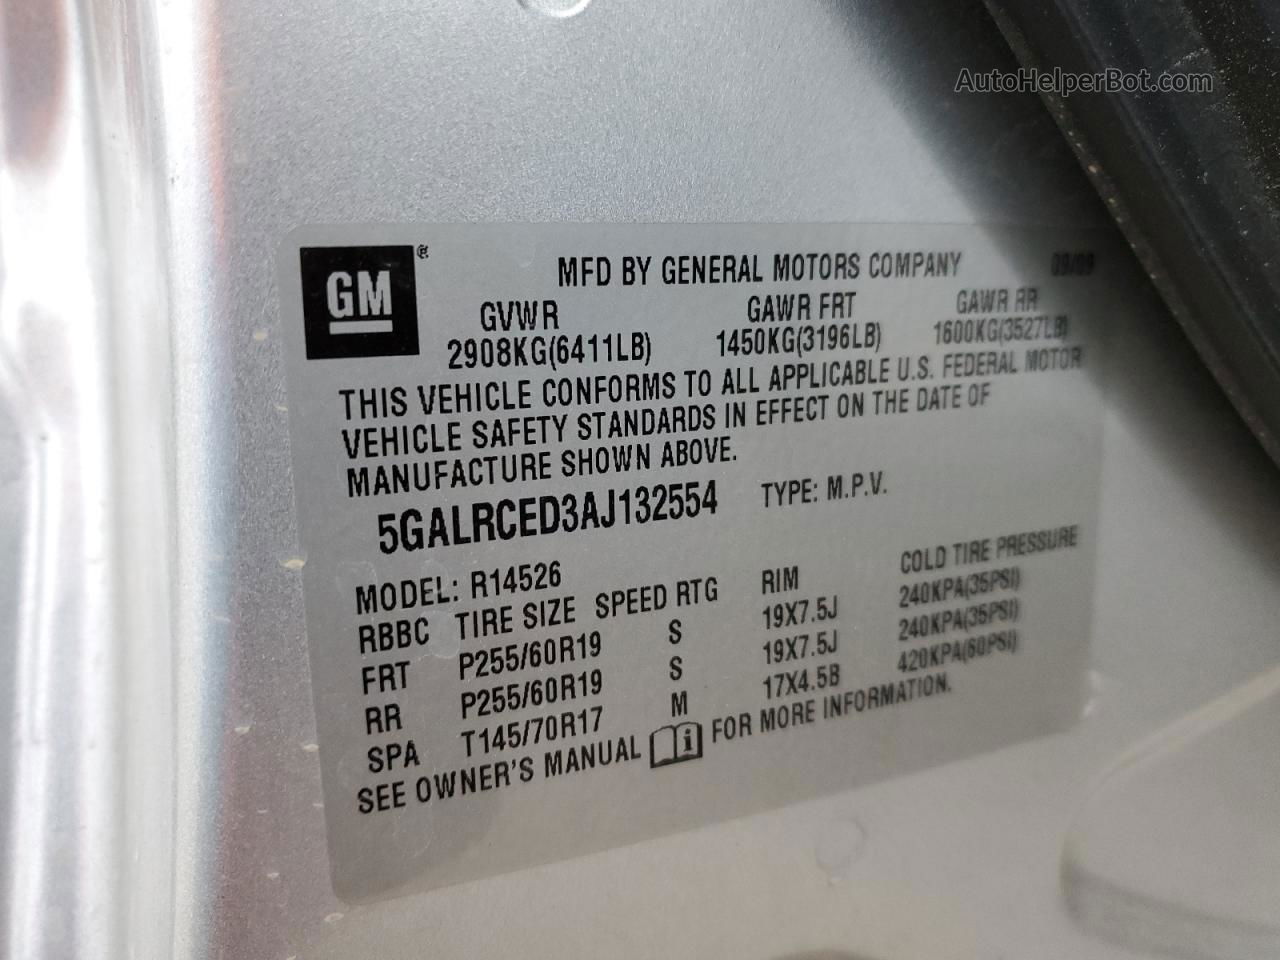 AutoHelperBot.com
GM®
MFD BY GENERAL MOTORS COMPANY 09/09
GVWR GAWR FRT GAWR RR
2908KG(6411LB) 1450KG(3196LB) 1600KG(3527LB)
THIS VEHICLE CONFORMS TO ALL APPLICABLE U.S. FEDERAL MOTOR
VEHICLE SAFETY STANDARDS IN EFFECT ON THE DATE OF
MANUFACTURE SHOWN ABOVE.
5GALRCED3AJ132554 TYPE: M.P.V.
MODEL: R14526
RBBC TIRE SIZE SPEED RTG RIM COLD TIRE PRESSURE
FRT P255/60R19 S 19X7.5J 240KPA(35PSI)
RR P255/60R19 S 19X7.5J 240KPA(35PSI)
SPA T145/70R17 M 17X4.5B 420KPA(60PSI)
SEE OWNER'S MANUAL i FOR MORE INFORMATION.